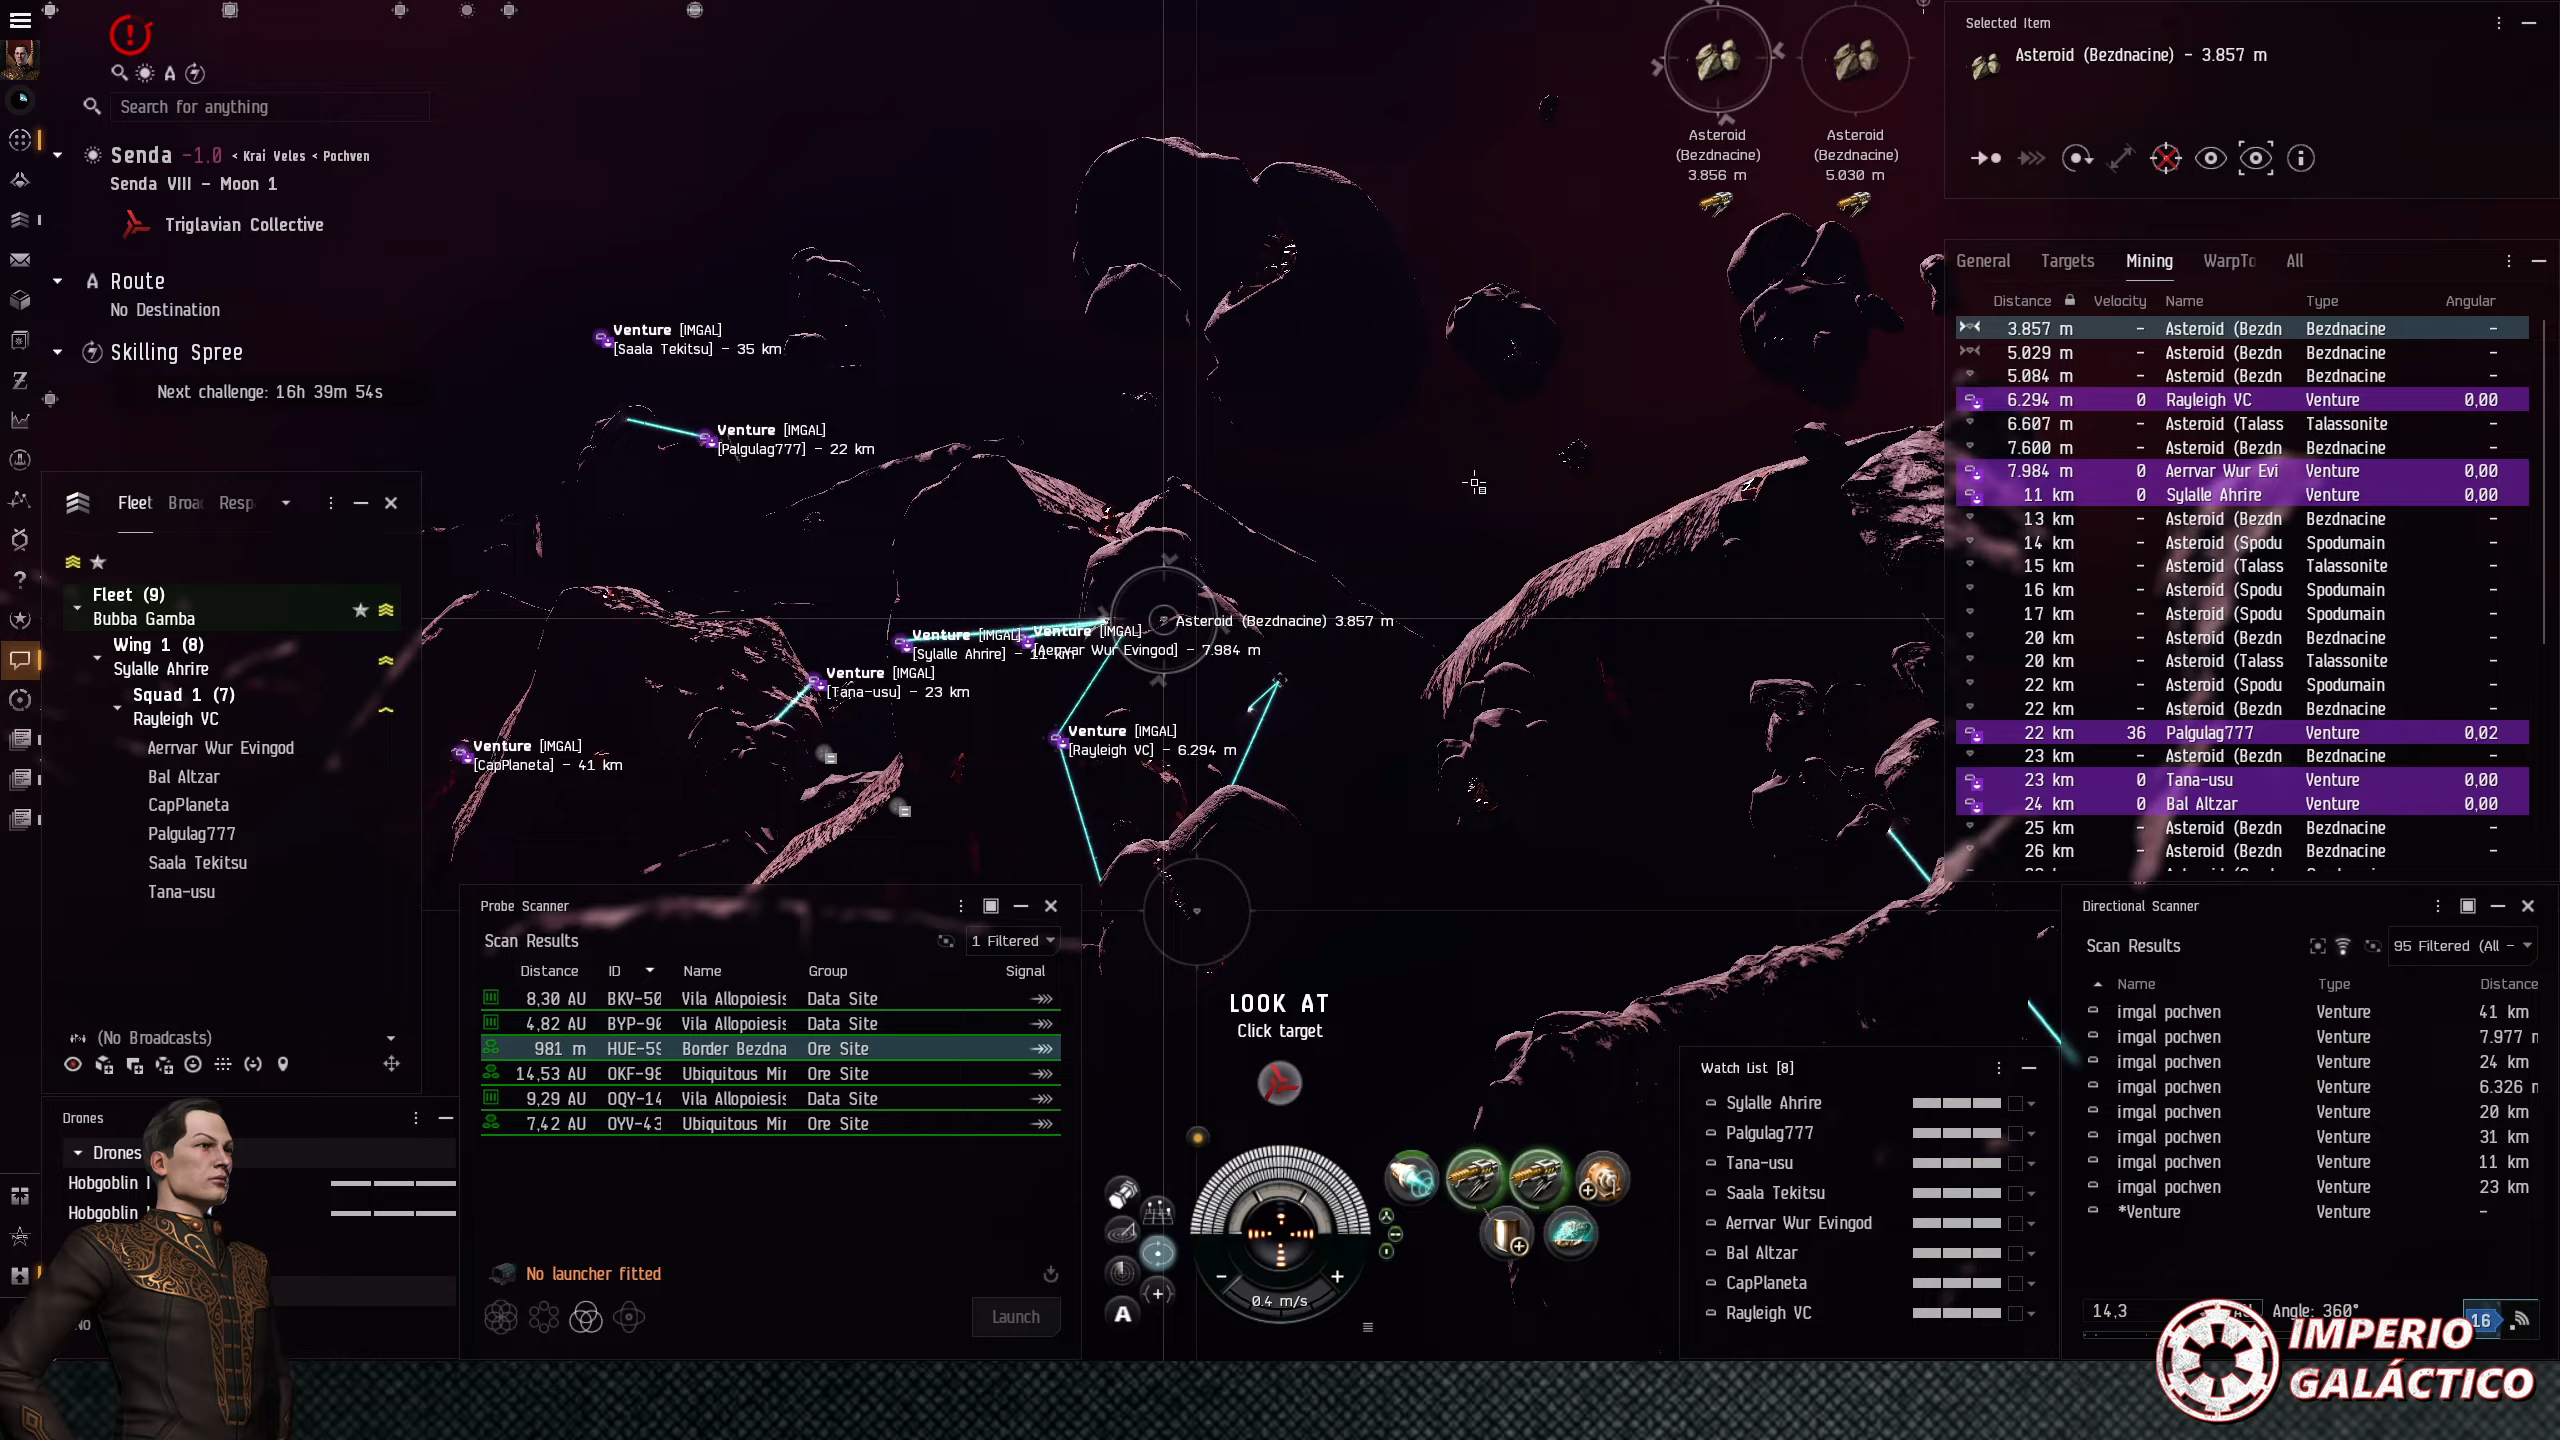 Search for anything
Senda -1.0 < Krai Veles < Pochven
Senda VIII - Moon 1
Triglavian Collective
Route
No Destination
Skilling Spree
Next challenge: 16h 39m 54s
Fleet Broad Resp
Fleet (9)
Bubba Gamba
Wing 1 (8)
Sylalle Ahrire
Squad 1 (7)
Rayleigh VC
Aerrvar Wur Evingod
Bal Altzar
CapPlaneta
Palgulag777
Saala Tekitsu
Tana-usu
(No Broadcasts)
Drones
Drones
Hobgoblin I
Hobgoblin
Venture [IMGAL]
[Saala Tekitsu] - 35 km
Venture [IMGAL]
[Palgulag777] - 22 km
Venture [IMGAL]
[Sylalle Ahrire] - 11 km
Venture [IMGAL]
[Aerrvar Wur Evingod] - 7.984 m
Asteroid (Bezdnacine) 3.857 m
Venture [IMGAL]
[Tana-usu] - 23 km
Venture [IMGAL]
[CapPlaneta] - 41 km
Venture [IMGAL]
[Rayleigh VC] - 6.294 m
Asteroid
(Bezdnacine)
3.856 m
Asteroid
(Bezdnacine)
5.030 m
Selected Item
Asteroid (Bezdnacine) - 3.857 m
General Targets Mining WarpTo All
Distance Velocity Name Type Angular
3.857 m - Asteroid (Bezdn Bezdnacine -
5.029 m - Asteroid (Bezdn Bezdnacine -
5.084 m - Asteroid (Bezdn Bezdnacine -
6.294 m 0 Rayleigh VC Venture 0,00
6.607 m - Asteroid (Talass Talassonite -
7.600 m - Asteroid (Bezdn Bezdnacine -
7.984 m 0 Aerrvar Wur Evi Venture 0,00
11 km 0 Sylalle Ahrire Venture 0,00
13 km - Asteroid (Bezdn Bezdnacine -
14 km - Asteroid (Spodu Spodumain -
15 km - Asteroid (Talass Talassonite -
16 km - Asteroid (Spodu Spodumain -
17 km - Asteroid (Spodu Spodumain -
20 km - Asteroid (Bezdn Bezdnacine -
20 km - Asteroid (Talass Talassonite -
22 km - Asteroid (Spodu Spodumain -
22 km - Asteroid (Bezdn Bezdnacine -
22 km 36 Palgulag777 Venture 0,02
23 km - Asteroid (Bezdn Bezdnacine -
23 km 0 Tana-usu Venture 0,00
24 km 0 Bal Altzar Venture 0,00
25 km - Asteroid (Bezdn Bezdnacine -
26 km - Asteroid (Bezdn Bezdnacine -
Probe Scanner
Scan Results 1 Filtered
Distance ID Name Group Signal
8,30 AU BKV-50 Vila Allopoiesis Data Site
4,82 AU BYP-90 Vila Allopoiesis Data Site
981 m HUE-59 Border Bezdna Ore Site
14,53 AU OKF-98 Ubiquitous Min Ore Site
9,29 AU OQY-14 Vila Allopoiesis Data Site
7,42 AU OYV-43 Ubiquitous Min Ore Site
No launcher fitted
Launch
LOOK AT
Click target
A
0.4 m/s
Watch List [8]
Sylalle Ahrire
Palgulag777
Tana-usu
Saala Tekitsu
Aerrvar Wur Evingod
Bal Altzar
CapPlaneta
Rayleigh VC
Directional Scanner
Scan Results 95 Filtered (All -
Name Type Distance
imgal pochven Venture 41 km
imgal pochven Venture 7.977 m
imgal pochven Venture 24 km
imgal pochven Venture 6.326 m
imgal pochven Venture 20 km
imgal pochven Venture 31 km
imgal pochven Venture 11 km
imgal pochven Venture 23 km
*Venture Venture -
14,3 Angle: 360°
16
IMPERIO
GALÁCTICO